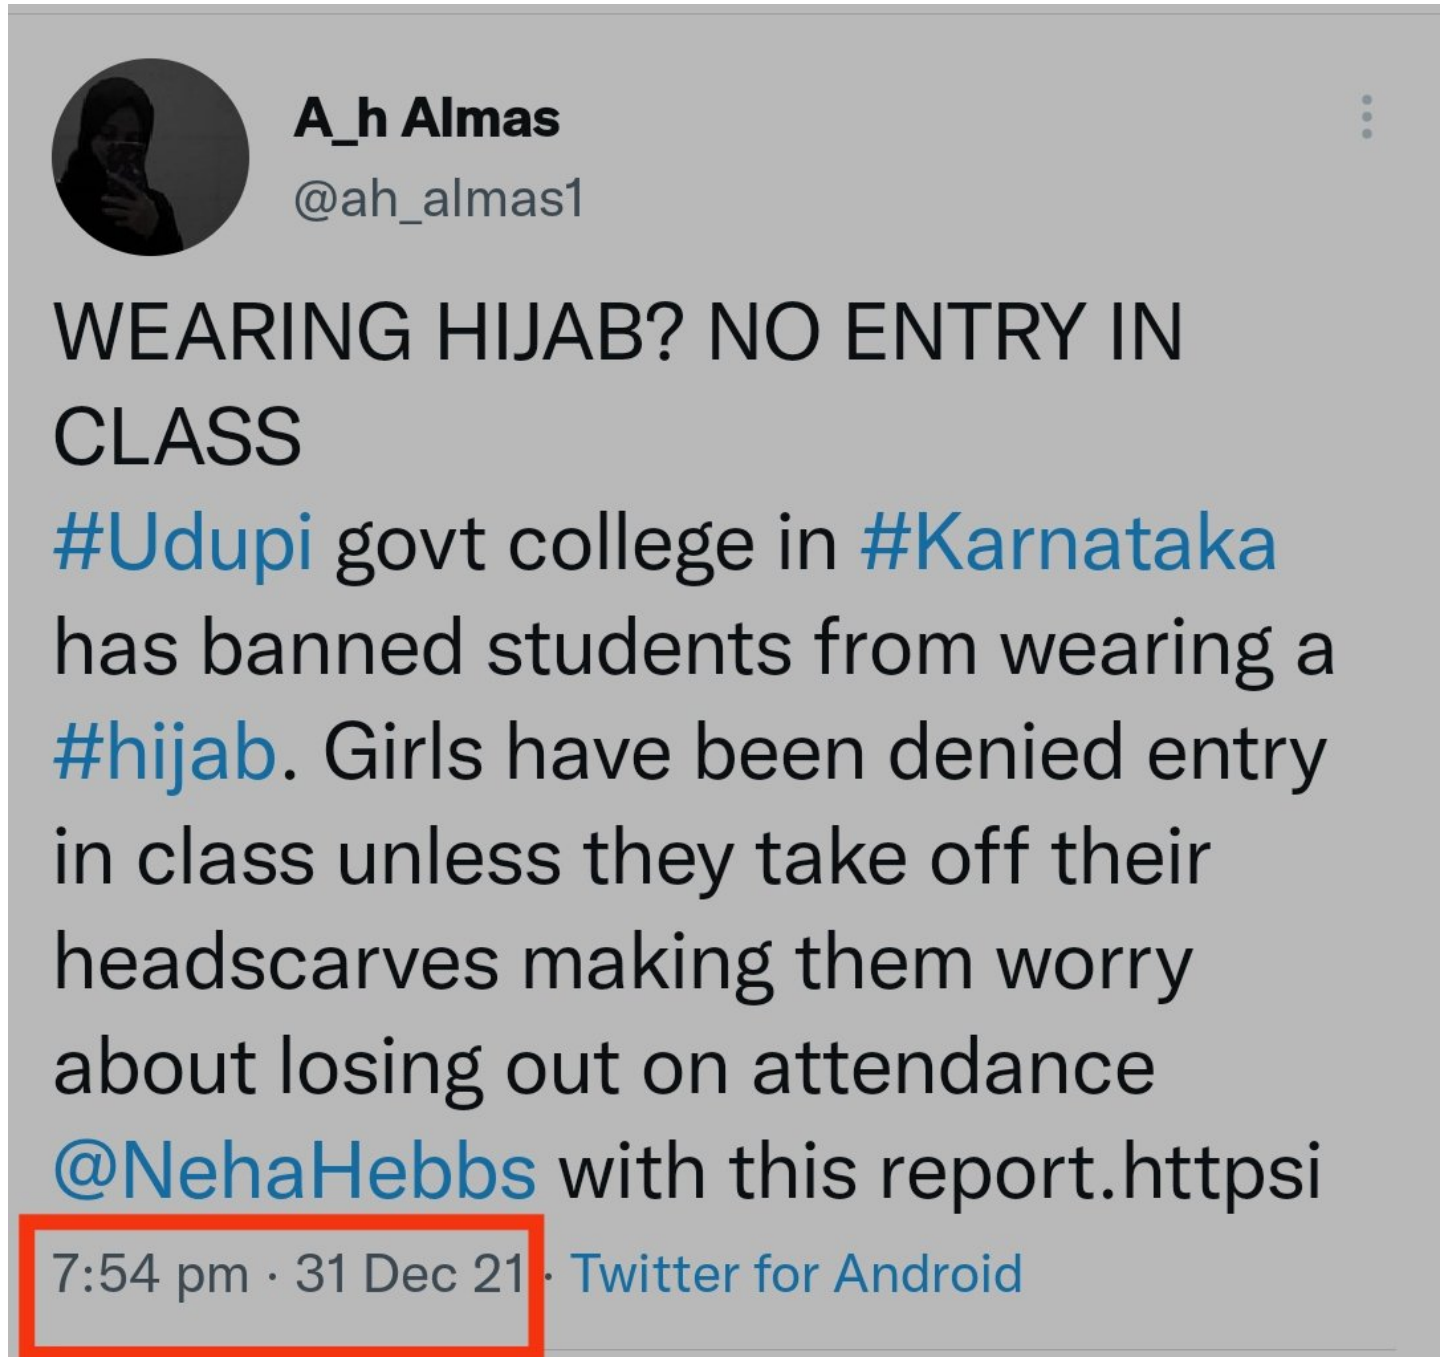 A_h Almas
@ah_almas1
WEARING HIJAB? NO ENTRY IN
CLASS
#Udupi govt college in #Karnataka
has banned students from wearing a
#hijab. Girls have been denied entry
in class unless they take off their
headscarves making them worry
about losing out on attendance
@NehaHebbs with this report.httpsi
7:54 pm · 31 Dec 21 · Twitter for Android